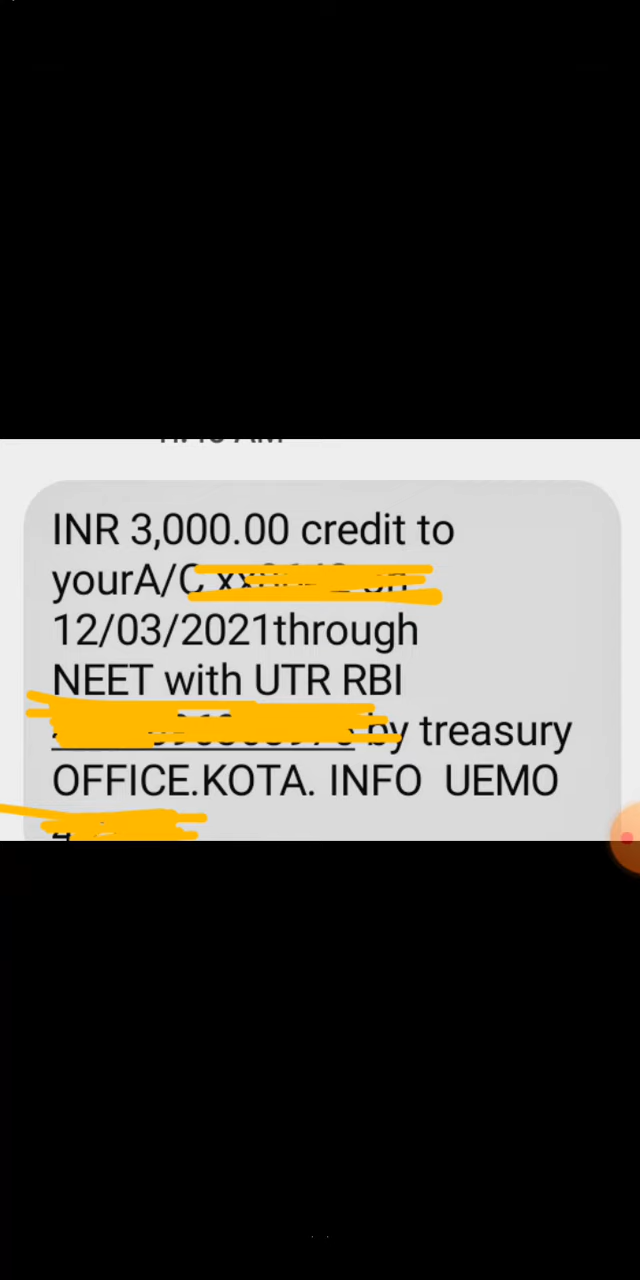 INR 3,000.00 credit to
yourA/C
12/03/2021through
NEET with UTR RBI
by treasury
OFFICE.KOTA. INFO UEMO